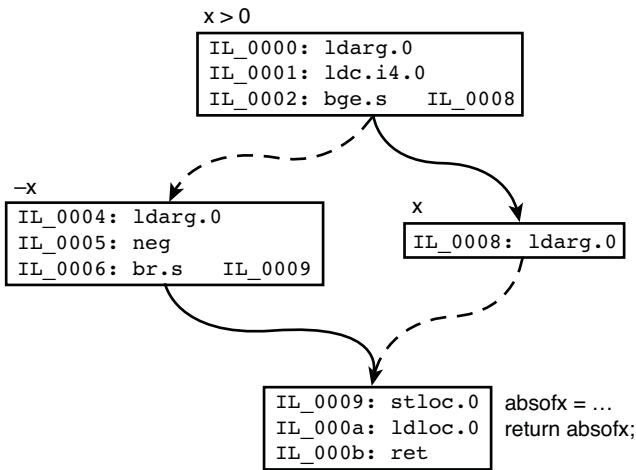 x > 0
IL_0000: ldarg.0
IL_0001: ldc.i4.0
IL_0002: bge.s IL_0008
–x
IL_0004: ldarg.0
IL_0005: neg
IL_0006: br.s IL_0009
x
IL_0008: ldarg.0
IL_0009: stloc.0 absofx = …
IL_000a: ldloc.0 return absofx;
IL_000b: ret